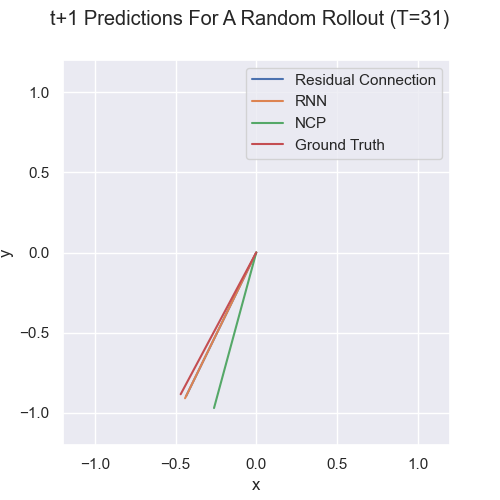 t+1 Predictions For A Random Rollout (T=31)
Residual Connection
RNN
NCP
Ground Truth
1.0
0.5
0.0
−0.5
−1.0
y
−1.0 −0.5 0.0 0.5 1.0
x